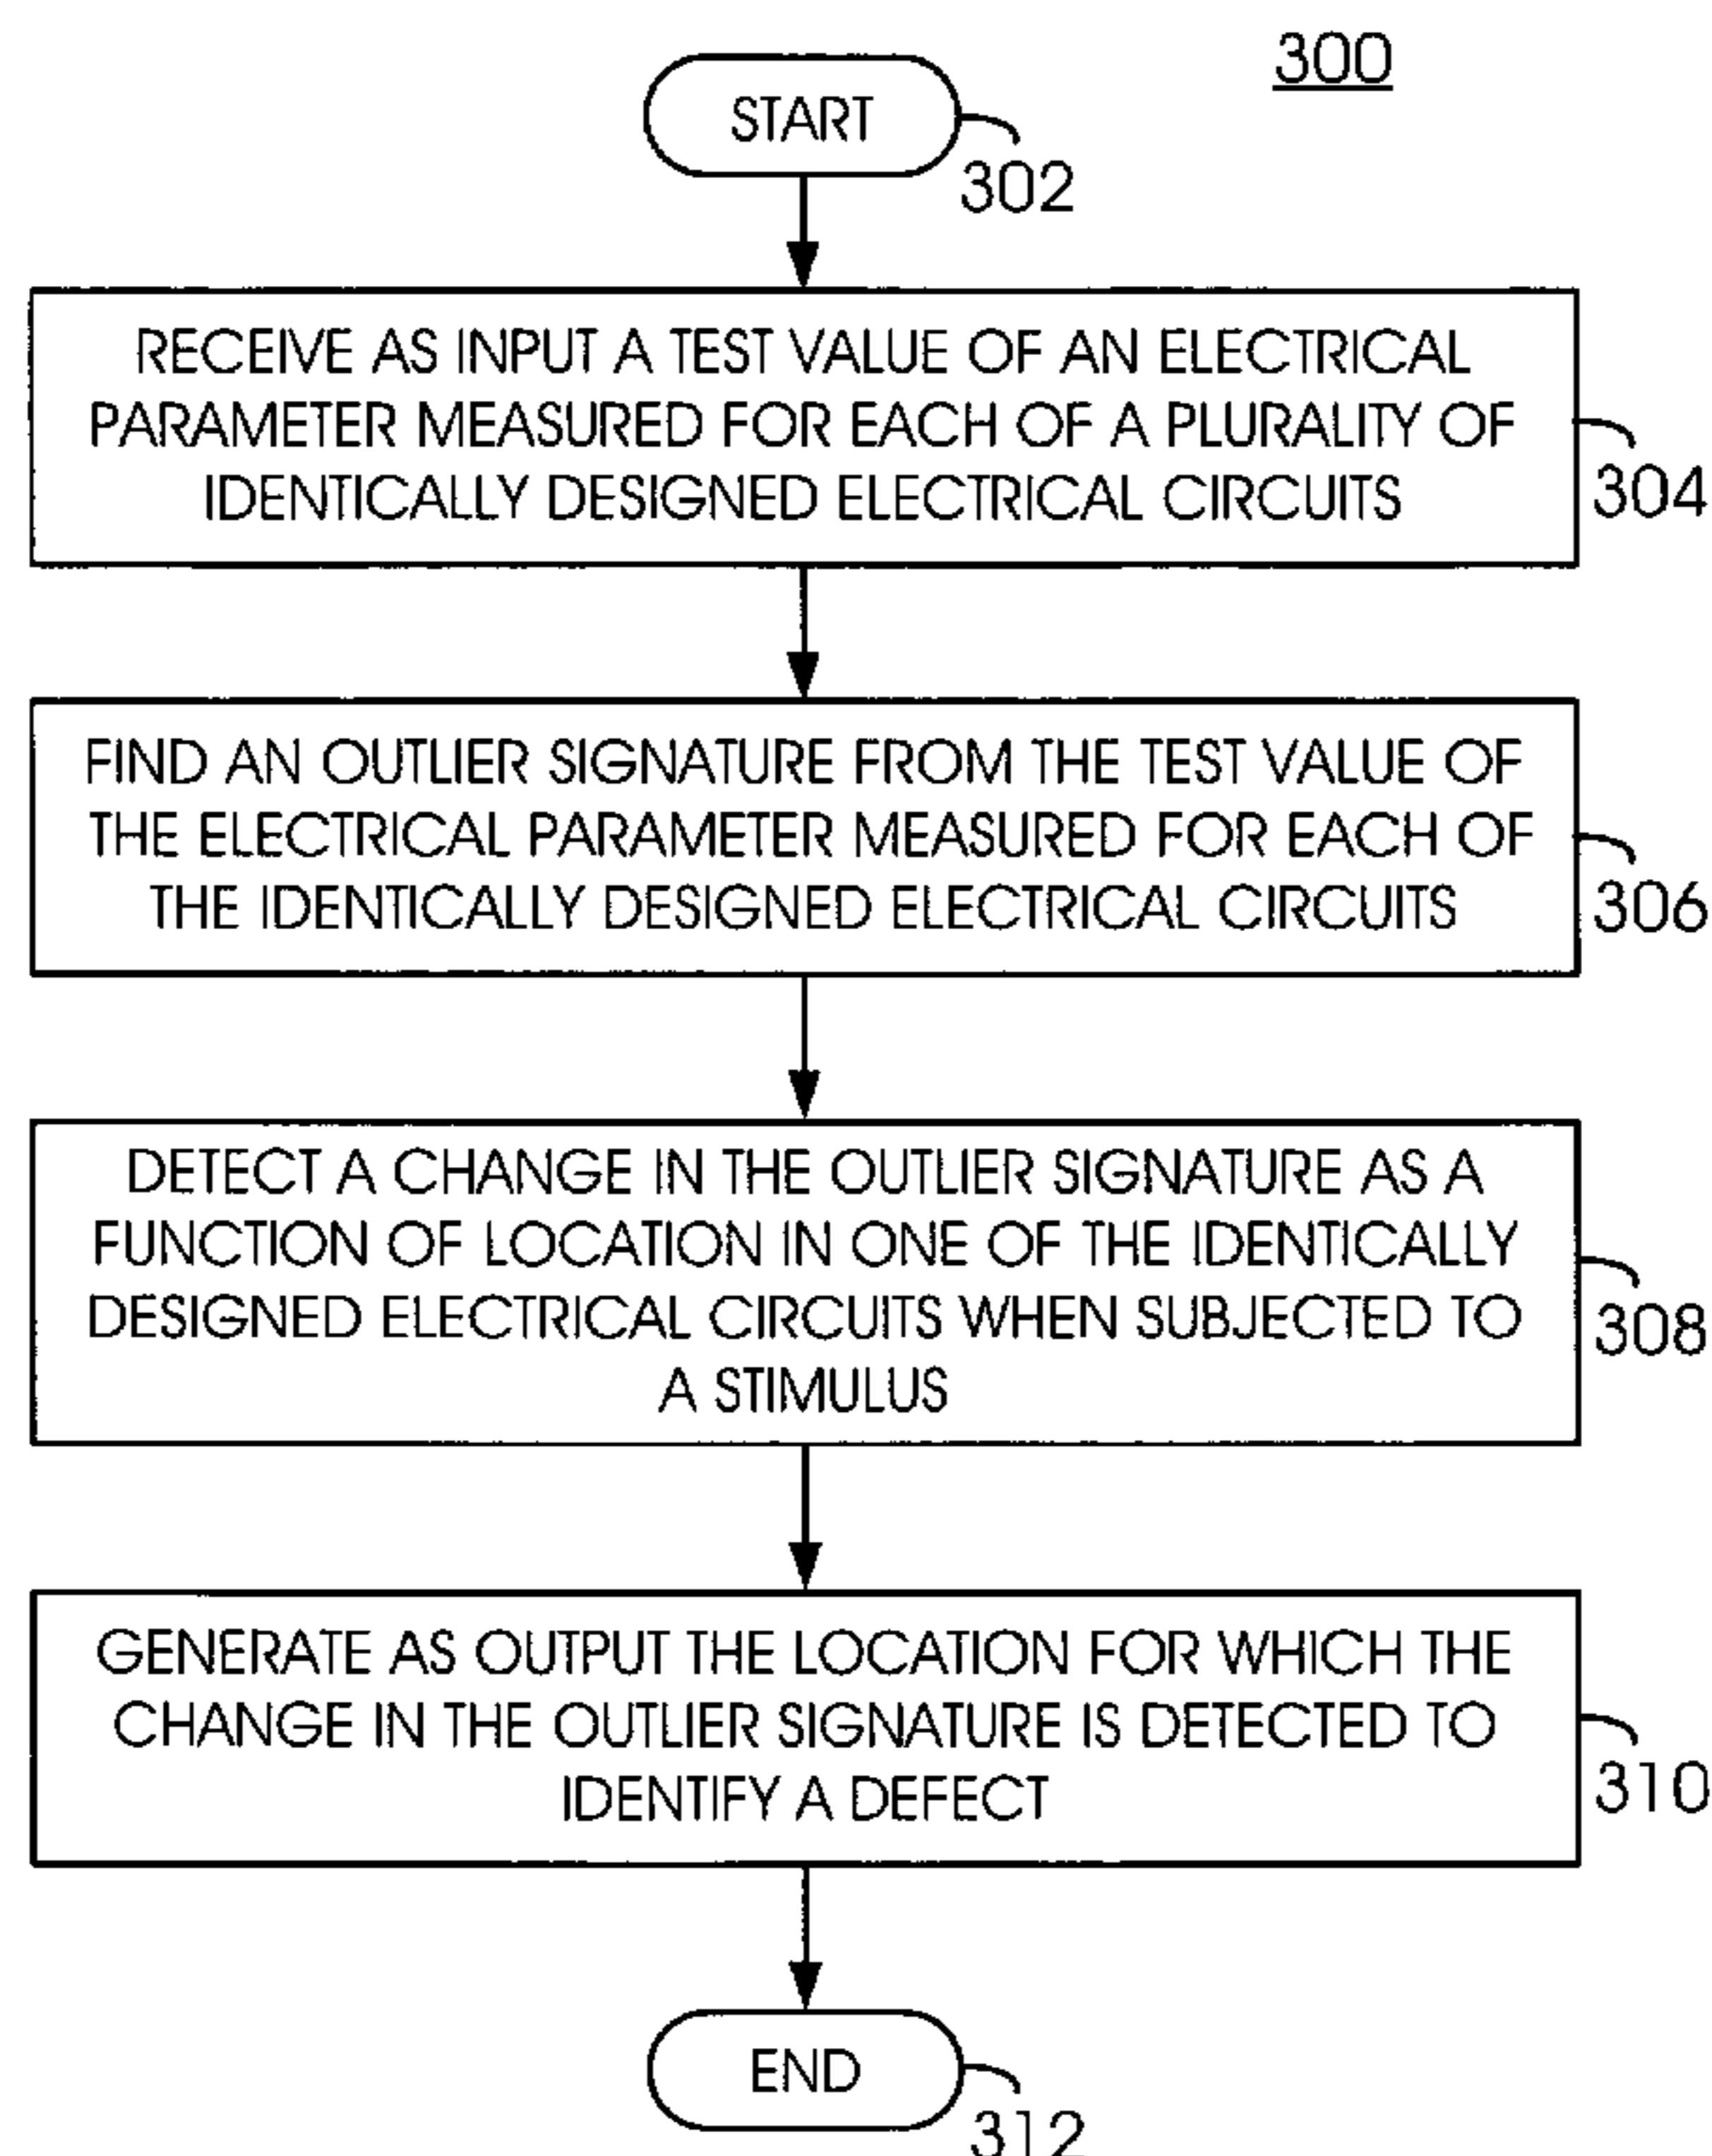 300
START
302
RECEIVE AS INPUT A TEST VALUE OF AN ELECTRICAL
PARAMETER MEASURED FOR EACH OF A PLURALITY OF
IDENTICALLY DESIGNED ELECTRICAL CIRCUITS
304
FIND AN OUTLIER SIGNATURE FROM THE TEST VALUE OF
THE ELECTRICAL PARAMETER MEASURED FOR EACH OF
THE IDENTICALLY DESIGNED ELECTRICAL CIRCUITS
306
DETECT A CHANGE IN THE OUTLIER SIGNATURE AS A
FUNCTION OF LOCATION IN ONE OF THE IDENTICALLY
DESIGNED ELECTRICAL CIRCUITS WHEN SUBJECTED TO
A STIMULUS
308
GENERATE AS OUTPUT THE LOCATION FOR WHICH THE
CHANGE IN THE OUTLIER SIGNATURE IS DETECTED TO
IDENTIFY A DEFECT
310
END
312